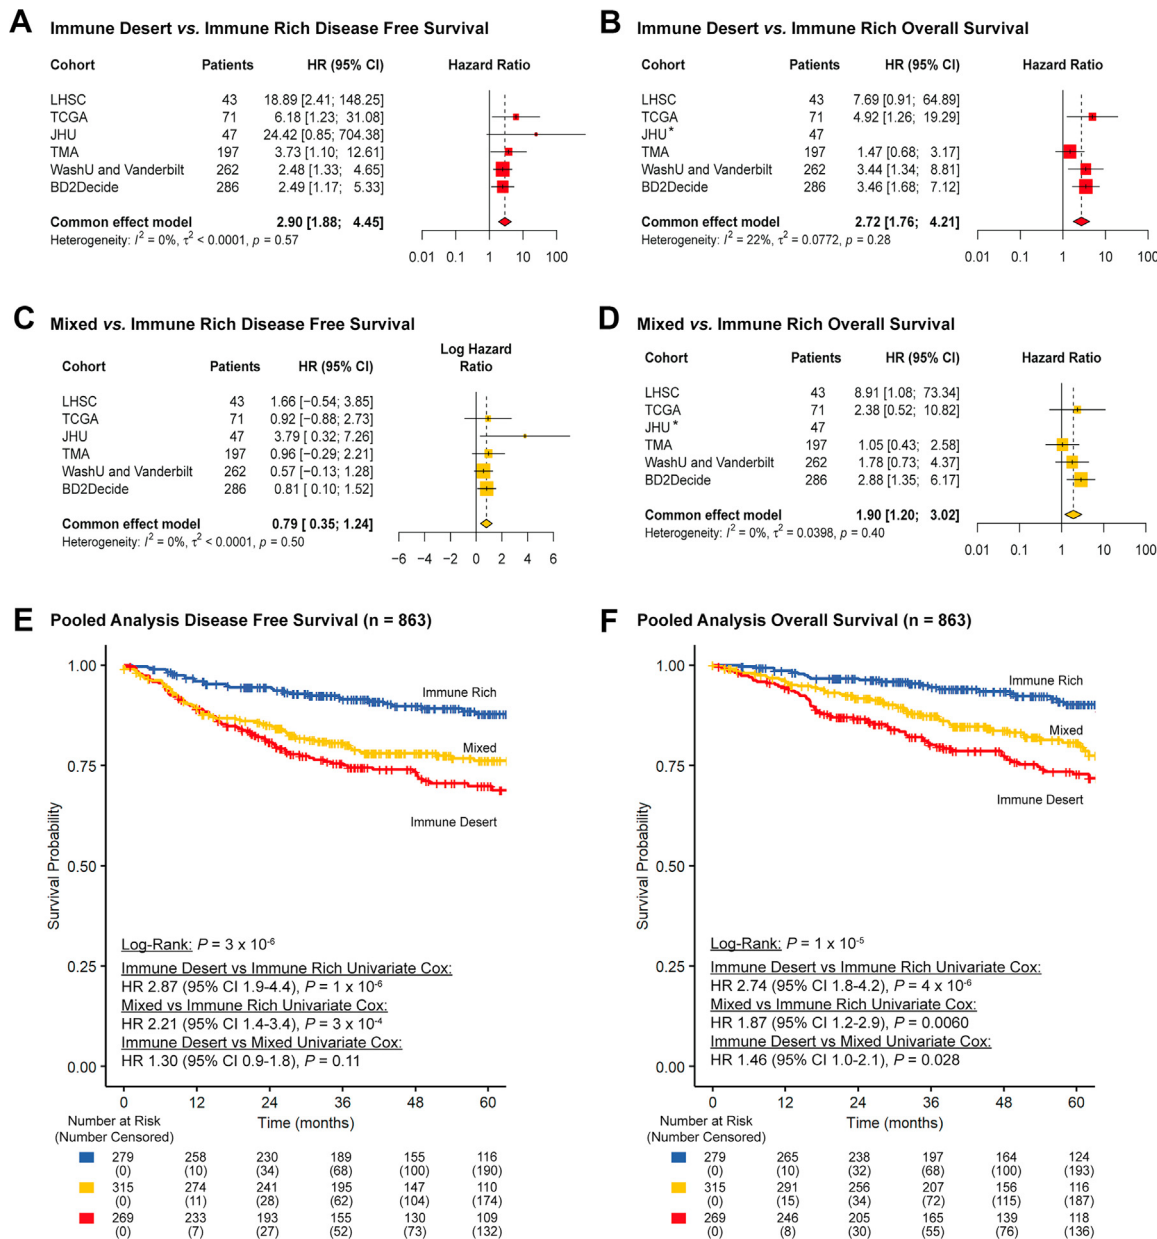 A Immune Desert vs. Immune Rich Disease Free Survival
Cohort Patients HR (95% CI) Hazard Ratio
LHSC 43 18.89 [2.41; 148.25]
TCGA 71 6.18 [1.23; 31.08]
JHU 47 24.42 [0.85; 704.38]
TMA 197 3.73 [1.10; 12.61]
WashU and Vanderbilt 262 2.48 [1.33; 4.65]
BD2Decide 286 2.49 [1.17; 5.33]
Common effect model 2.90 [1.88; 4.45]
Heterogeneity: I² = 0%, τ² < 0.0001, p = 0.57
0.01 0.1 1 10 100
B Immune Desert vs. Immune Rich Overall Survival
Cohort Patients HR (95% CI) Hazard Ratio
LHSC 43 7.69 [0.91; 64.89]
TCGA 71 4.92 [1.26; 19.29]
JHU* 47
TMA 197 1.47 [0.68; 3.17]
WashU and Vanderbilt 262 3.44 [1.34; 8.81]
BD2Decide 286 3.46 [1.68; 7.12]
Common effect model 2.72 [1.76; 4.21]
Heterogeneity: I² = 22%, τ² = 0.0772, p = 0.28
0.01 0.1 1 10 100
C Mixed vs. Immune Rich Disease Free Survival
Log Hazard
Cohort Patients HR (95% CI) Ratio
LHSC 43 1.66 [−0.54; 3.85]
TCGA 71 0.92 [−0.88; 2.73]
JHU 47 3.79 [ 0.32; 7.26]
TMA 197 0.96 [−0.29; 2.21]
WashU and Vanderbilt 262 0.57 [−0.13; 1.28]
BD2Decide 286 0.81 [ 0.10; 1.52]
Common effect model 0.79 [ 0.35; 1.24]
Heterogeneity: I² = 0%, τ² < 0.0001, p = 0.50
−6 −4 −2 0 2 4 6
D Mixed vs. Immune Rich Overall Survival
Cohort Patients HR (95% CI) Hazard Ratio
LHSC 43 8.91 [1.08; 73.34]
TCGA 71 2.38 [0.52; 10.82]
JHU* 47
TMA 197 1.05 [0.43; 2.58]
WashU and Vanderbilt 262 1.78 [0.73; 4.37]
BD2Decide 286 2.88 [1.35; 6.17]
Common effect model 1.90 [1.20; 3.02]
Heterogeneity: I² = 0%, τ² = 0.0398, p = 0.40
0.01 0.1 1 10 100
E Pooled Analysis Disease Free Survival (n = 863)
Survival Probability
1.00
0.75
0.50
0.25
0.00
Immune Rich
Mixed
Immune Desert
Log-Rank: P = 3 x 10⁻⁶
Immune Desert vs Immune Rich Univariate Cox:
HR 2.87 (95% CI 1.9-4.4), P = 1 x 10⁻⁶
Mixed vs Immune Rich Univariate Cox:
HR 2.21 (95% CI 1.4-3.4), P = 3 x 10⁻⁴
Immune Desert vs Mixed Univariate Cox:
HR 1.30 (95% CI 0.9-1.8), P = 0.11
0 12 24 36 48 60
Time (months)
Number at Risk
(Number Censored)
279 258 230 189 155 116
(0) (10) (34) (68) (100) (190)
315 274 241 195 147 110
(0) (11) (28) (62) (104) (174)
269 233 193 155 130 109
(0) (7) (27) (52) (73) (132)
F Pooled Analysis Overall Survival (n = 863)
Survival Probability
1.00
0.75
0.50
0.25
0.00
Immune Rich
Mixed
Immune Desert
Log-Rank: P = 1 x 10⁻⁵
Immune Desert vs Immune Rich Univariate Cox:
HR 2.74 (95% CI 1.8-4.2), P = 4 x 10⁻⁶
Mixed vs Immune Rich Univariate Cox:
HR 1.87 (95% CI 1.2-2.9), P = 0.0060
Immune Desert vs Mixed Univariate Cox:
HR 1.46 (95% CI 1.0-2.1), P = 0.028
0 12 24 36 48 60
Time (months)
Number at Risk
(Number Censored)
279 265 238 197 164 124
(0) (10) (32) (68) (100) (193)
315 291 256 207 156 116
(0) (15) (34) (72) (115) (187)
269 246 205 165 139 118
(0) (8) (30) (55) (76) (136)